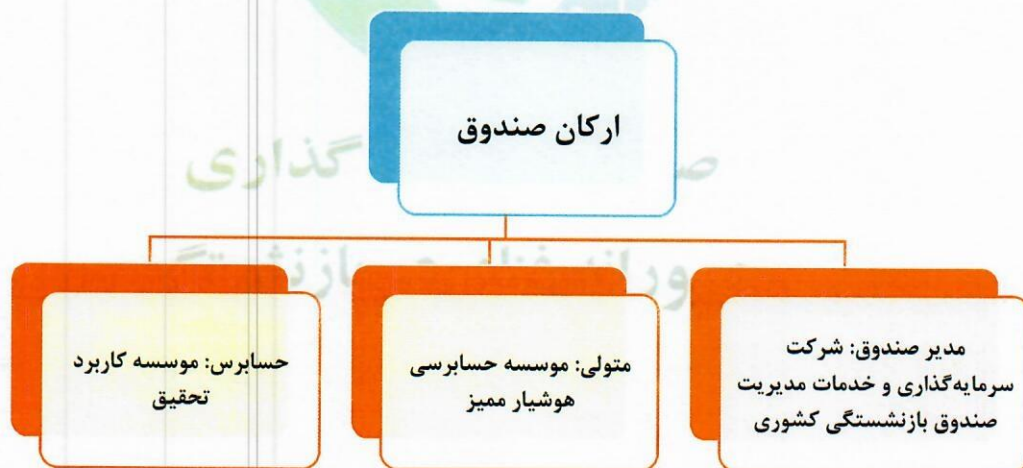 ارکان صندوق
گذاری
مدیر صندوق: شرکت
سرمایه‌گذاری و خدمات مدیریت
صندوق بازنشستگی کشوری
متولی: موسسه حسابرسی
هوشیار ممیز
حسابرس: موسسه کاربرد
تحقیق